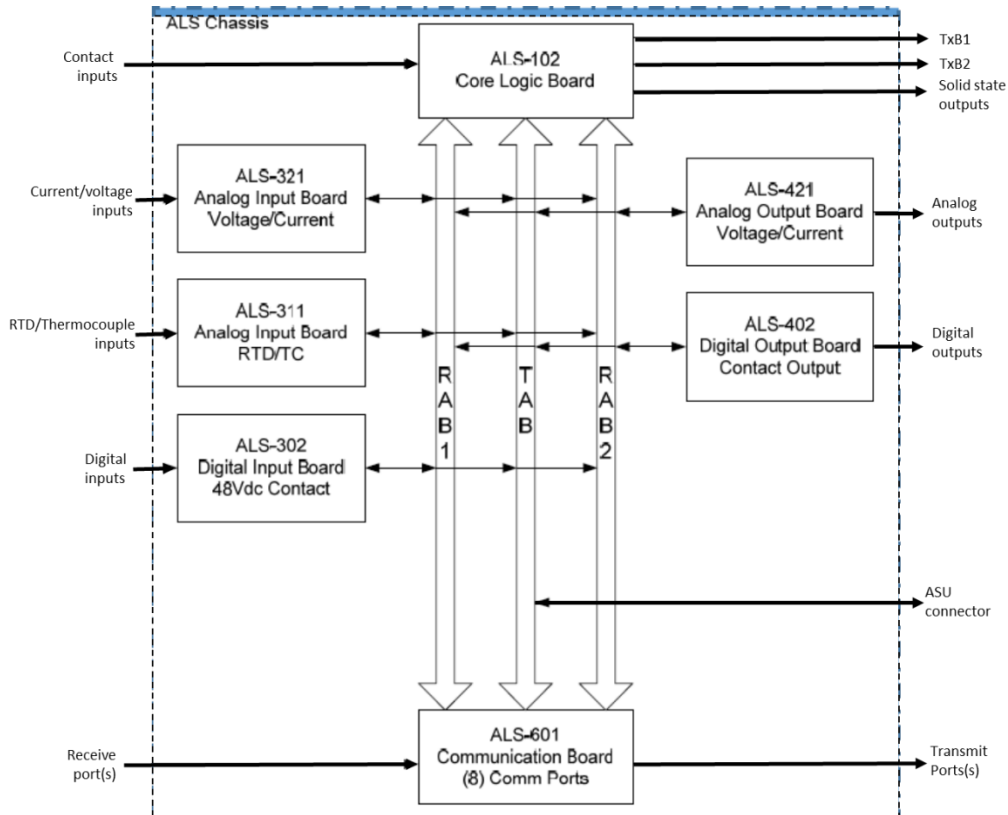 ALS Chassis
Contact
inputs
ALS-102
Core Logic Board
TxB1
TxB2
Solid state
outputs
Current/voltage
inputs
ALS-321
Analog Input Board
Voltage/Current
ALS-421
Analog Output Board
Voltage/Current
Analog
outputs
RTD/Thermocouple
inputs
ALS-311
Analog Input Board
RTD/TC
ALS-402
Digital Output Board
Contact Output
Digital
outputs
RAB1
TAB
RAB2
Digital
inputs
ALS-302
Digital Input Board
48Vdc Contact
ASU
connector
Receive
port(s)
ALS-601
Communication Board
(8) Comm Ports
Transmit
Ports(s)